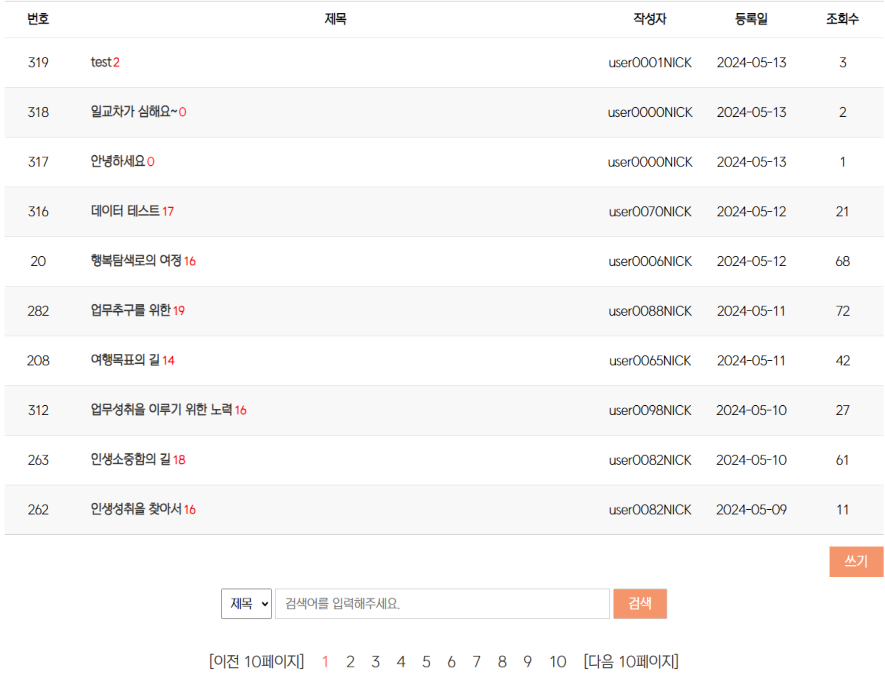 번호 제목 작성자 등록일 조회수
319 test 2 user0001NICK 2024-05-13 3
318 일교차가 심해요~ 0 user0000NICK 2024-05-13 2
317 안녕하세요 0 user0000NICK 2024-05-13 1
316 데이터 테스트 17 user0070NICK 2024-05-12 21
20 행복탐색로의 여정 16 user0006NICK 2024-05-12 68
282 업무추구를 위한 19 user0088NICK 2024-05-11 72
208 여행목표의 길 14 user0065NICK 2024-05-11 42
312 업무성취을 이루기 위한 노력 16 user0098NICK 2024-05-10 27
263 인생소중함의 길 18 user0082NICK 2024-05-10 61
262 인생성취을 찾아서 16 user0082NICK 2024-05-09 11
쓰기
제목 검색어를 입력해주세요. 검색
[이전 10페이지] 1 2 3 4 5 6 7 8 9 10 [다음 10페이지]